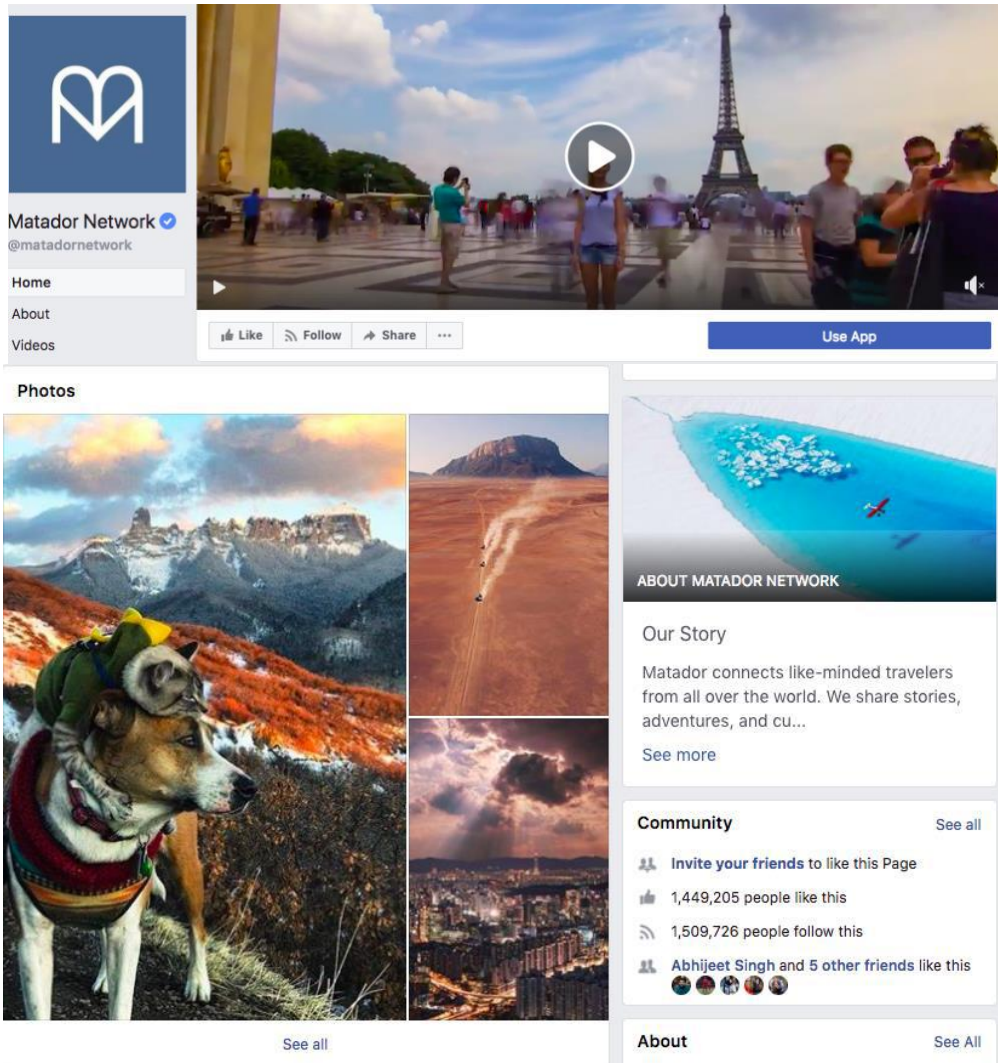 Matador Network
@matadornetwork
Home
About
Videos
Like
Follow
Share
Use App
Photos
See all
ABOUT MATADOR NETWORK
Our Story
Matador connects like-minded travelers
from all over the world. We share stories,
adventures, and cu...
See more
Community
See all
Invite your friends to like this Page
1,449,205 people like this
1,509,726 people follow this
Abhijeet Singh and 5 other friends like this
About
See All